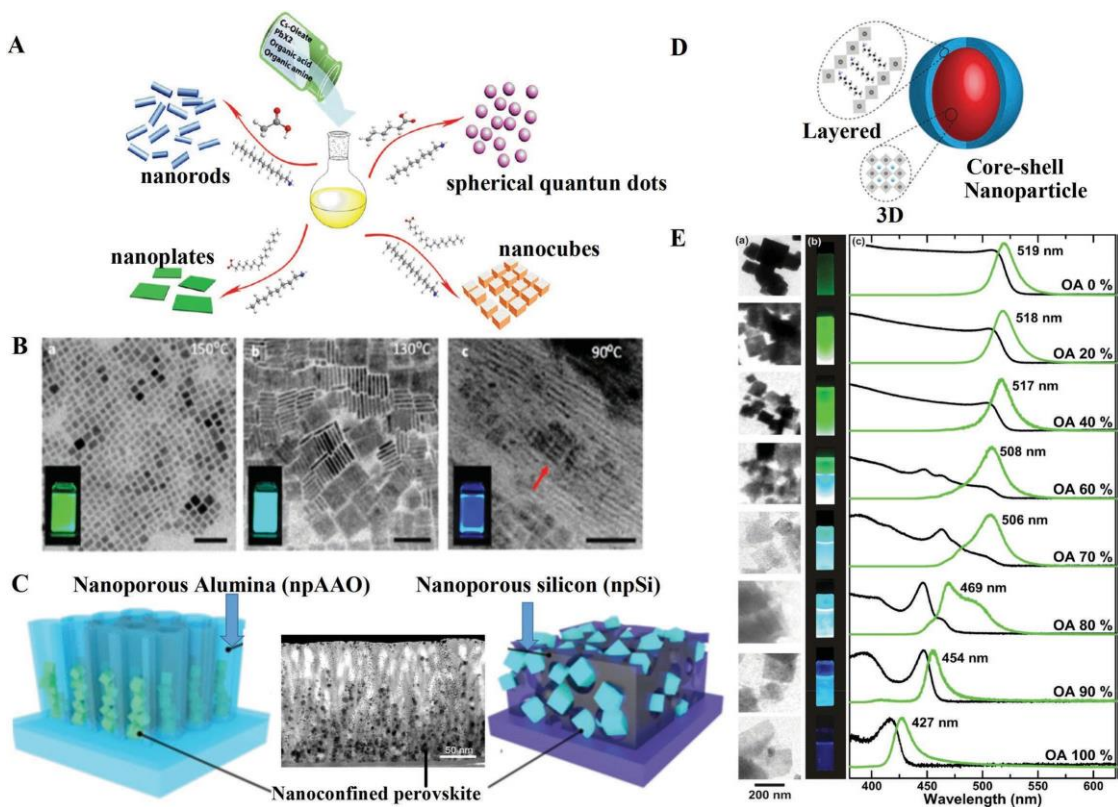 A
Cs-Oleate
PbX2
Organic acid
Organic amine
nanorods
spherical quantun dots
nanoplates
nanocubes
B
a
150°C
b
130°C
c
90°C
C
Nanoporous Alumina (npAAO)
Nanoporous silicon (npSi)
50 nm
Nanoconfined perovskite
D
Layered
3D
Core-shell
Nanoparticle
E
(a)
(b)
(c)
519 nm
OA 0 %
518 nm
OA 20 %
517 nm
OA 40 %
508 nm
OA 60 %
506 nm
OA 70 %
469 nm
OA 80 %
454 nm
OA 90 %
427 nm
OA 100 %
200 nm
400 450 500 550 600
Wavelength (nm)